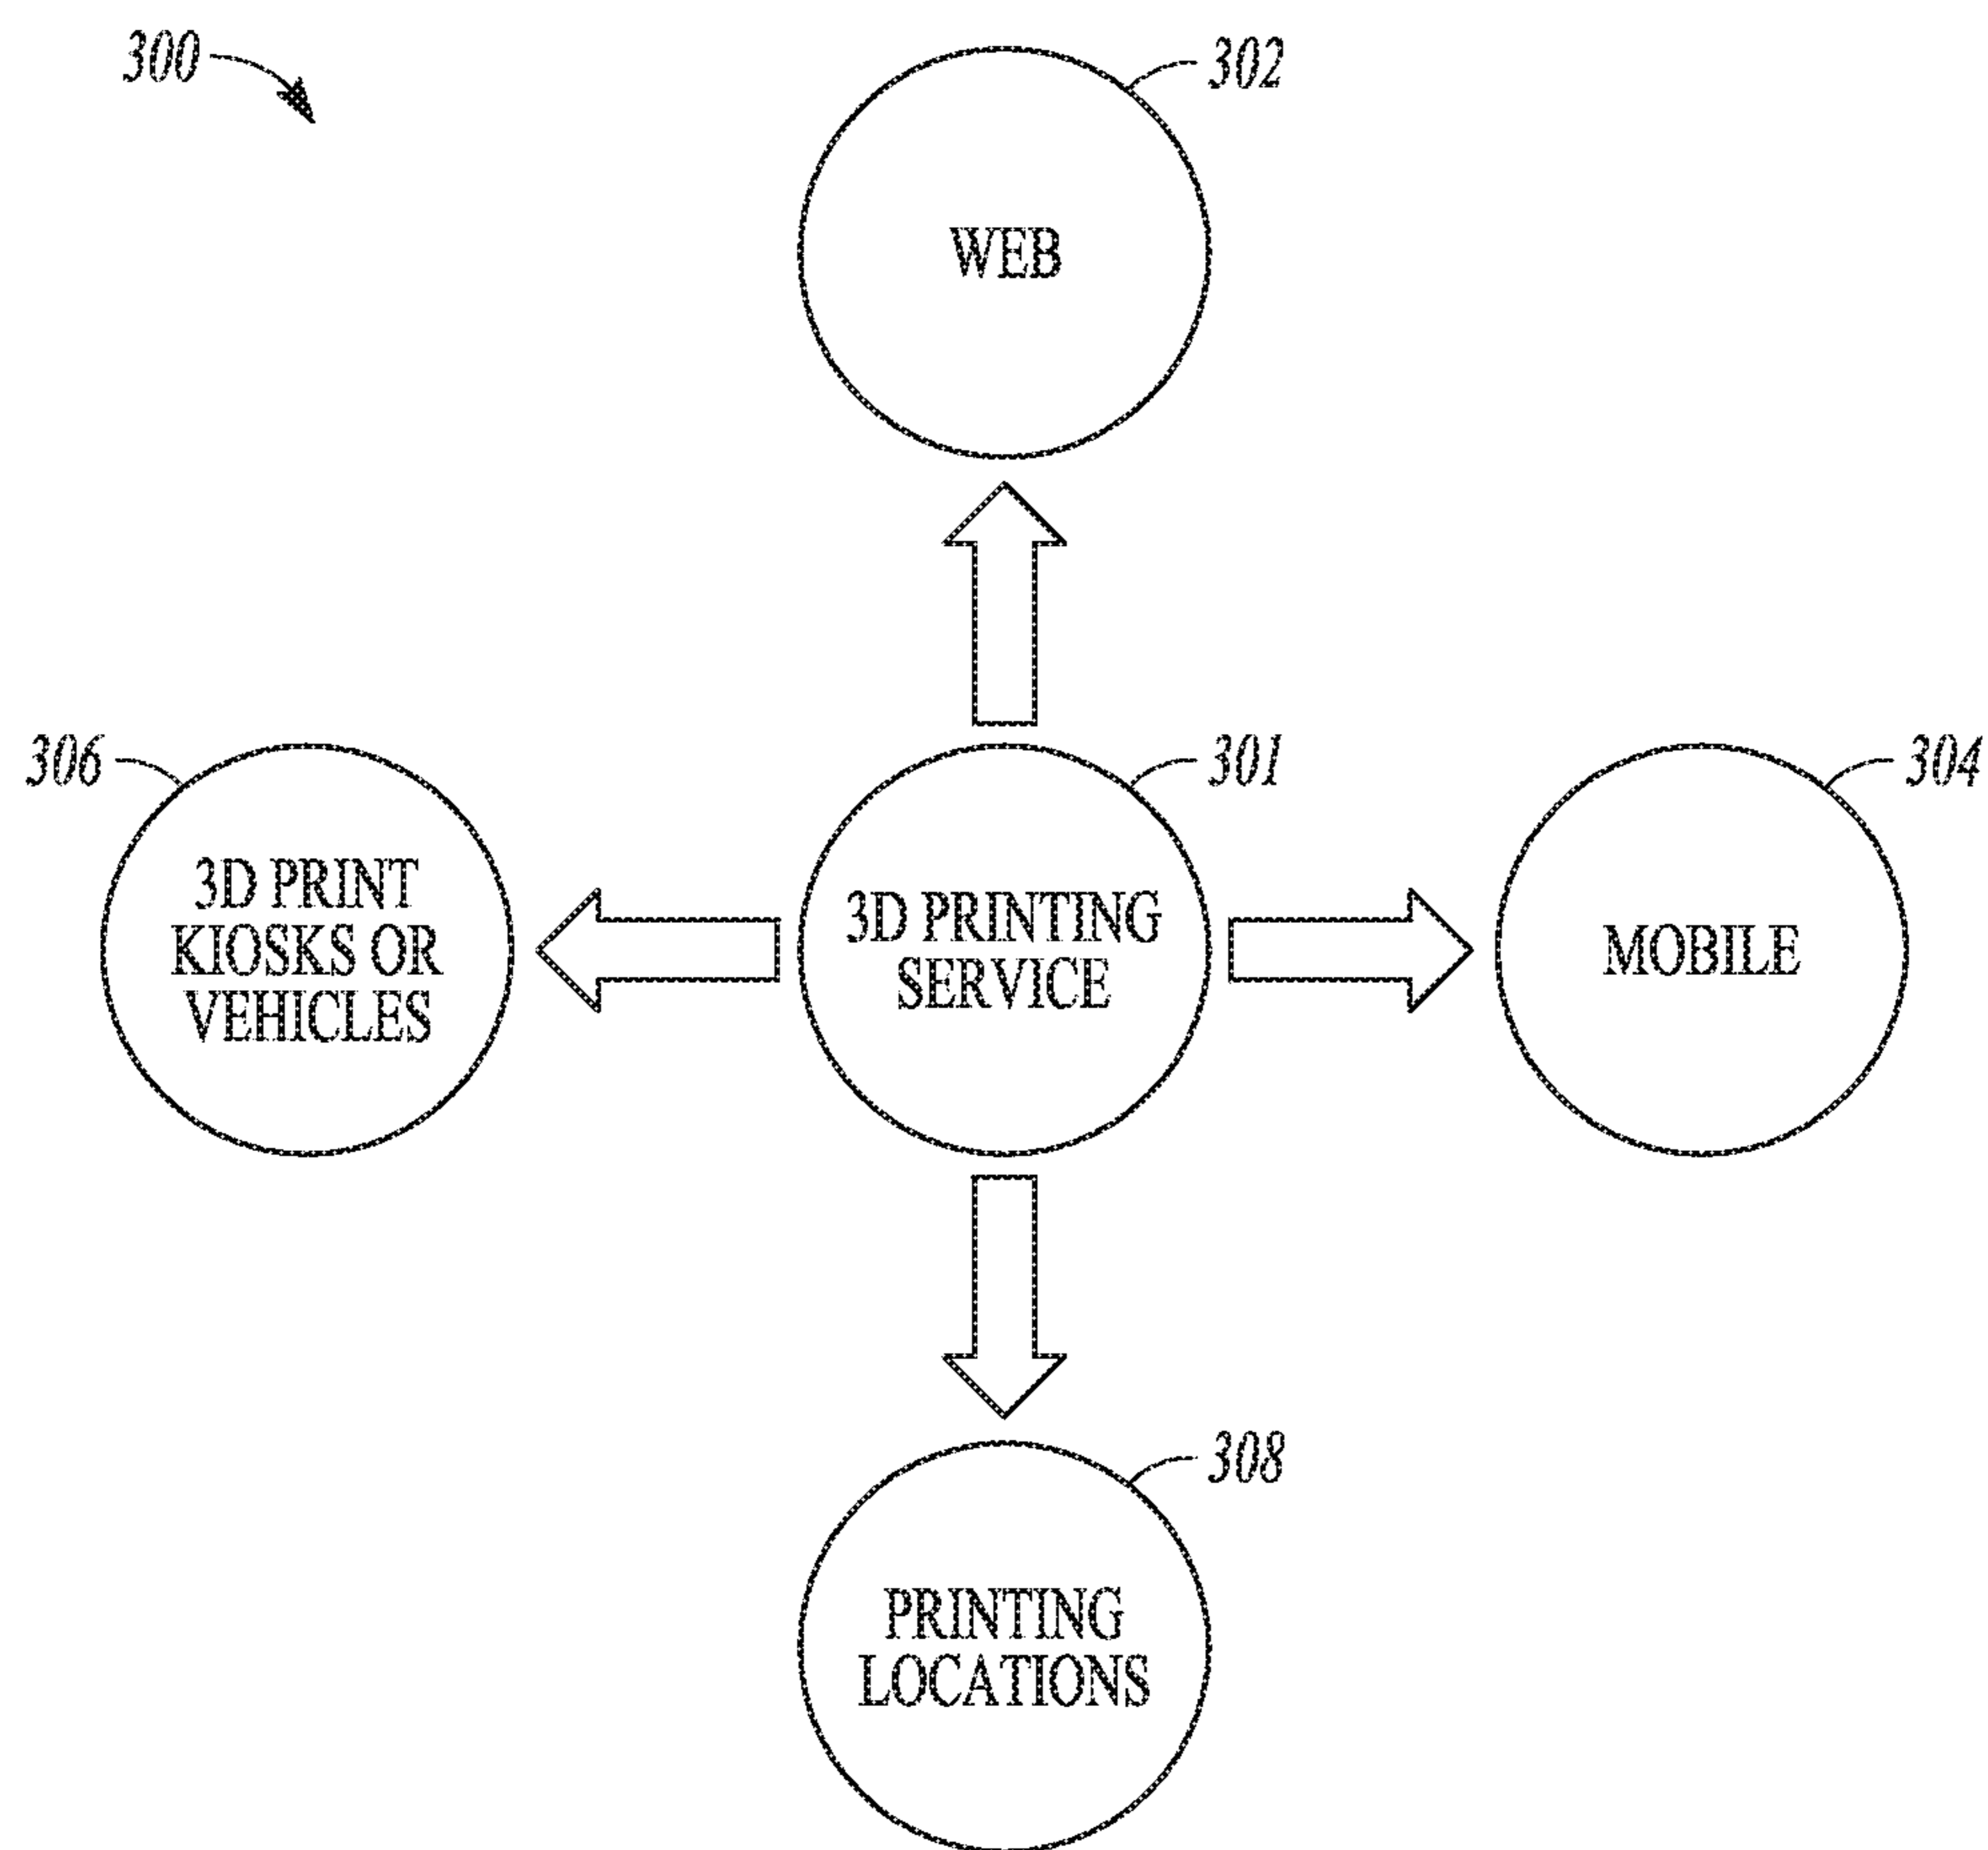 300
302
WEB
306
301
304
3D PRINT
KIOSKS OR
VEHICLES
3D PRINTING
SERVICE
MOBILE
308
PRINTING
LOCATIONS